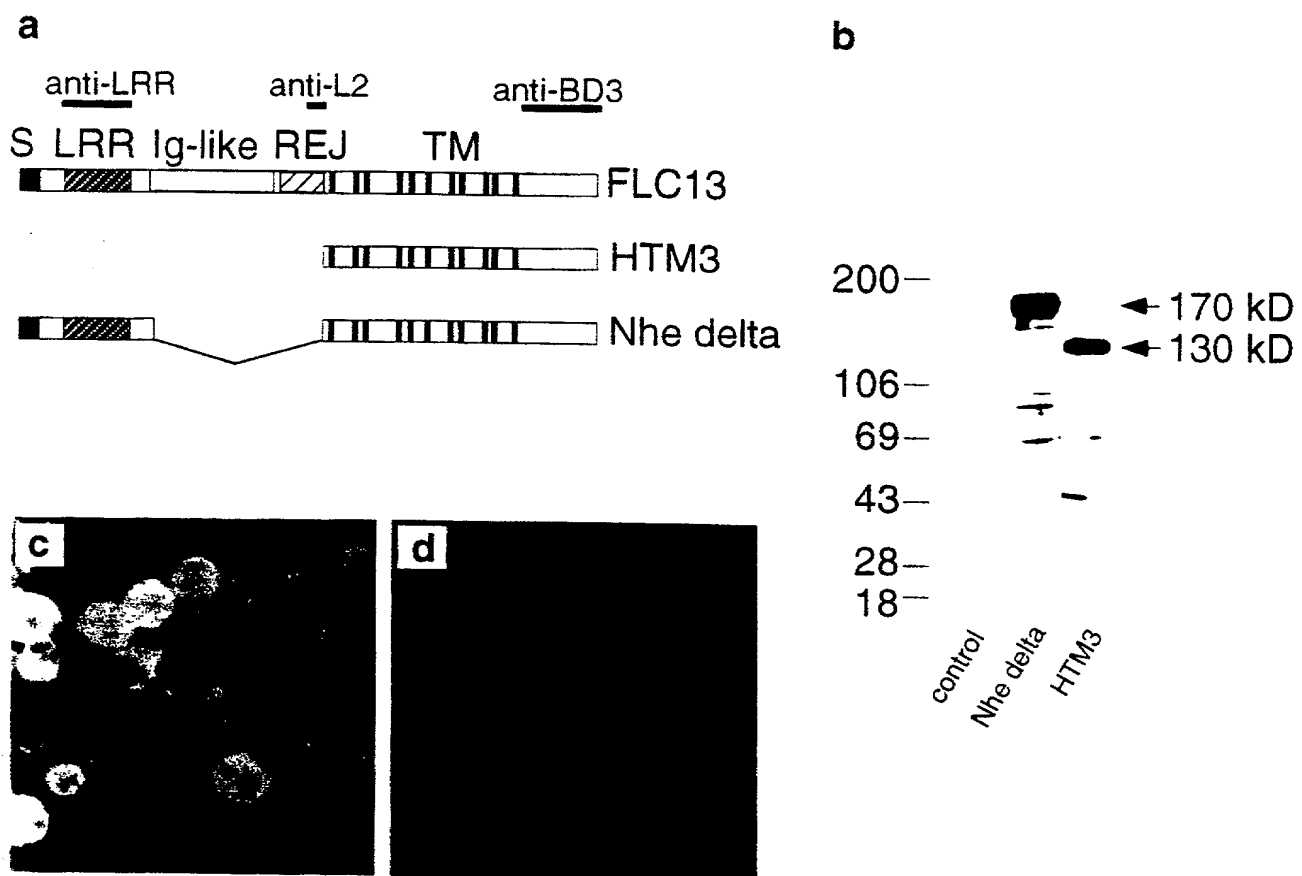 a
anti-LRR anti-L2 anti-BD3
S LRR Ig-like REJ TM
FLC13
HTM3
Nhe delta
b
200
170 kD
130 kD
106
69
43
28
18
control
Nhe delta
HTM3
c
d